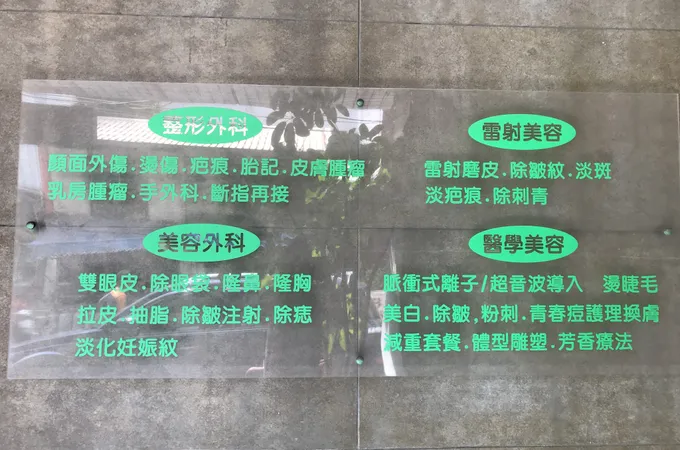 整形外科
顏面外傷.燙傷.疤痕.胎記.皮膚腫瘤
乳房腫瘤.手外科.斷指再接
雷射美容
雷射磨皮.除皺紋.淡斑
淡疤痕.除刺青
美容外科
雙眼皮.除眼袋.隆鼻.隆胸
拉皮.抽脂.除皺注射.除痣
淡化妊娠紋
醫學美容
脈衝式離子/超音波導入 燙睫毛
美白.除皺,粉刺.青春痘護理換膚
減重套餐.體型雕塑.芳香療法